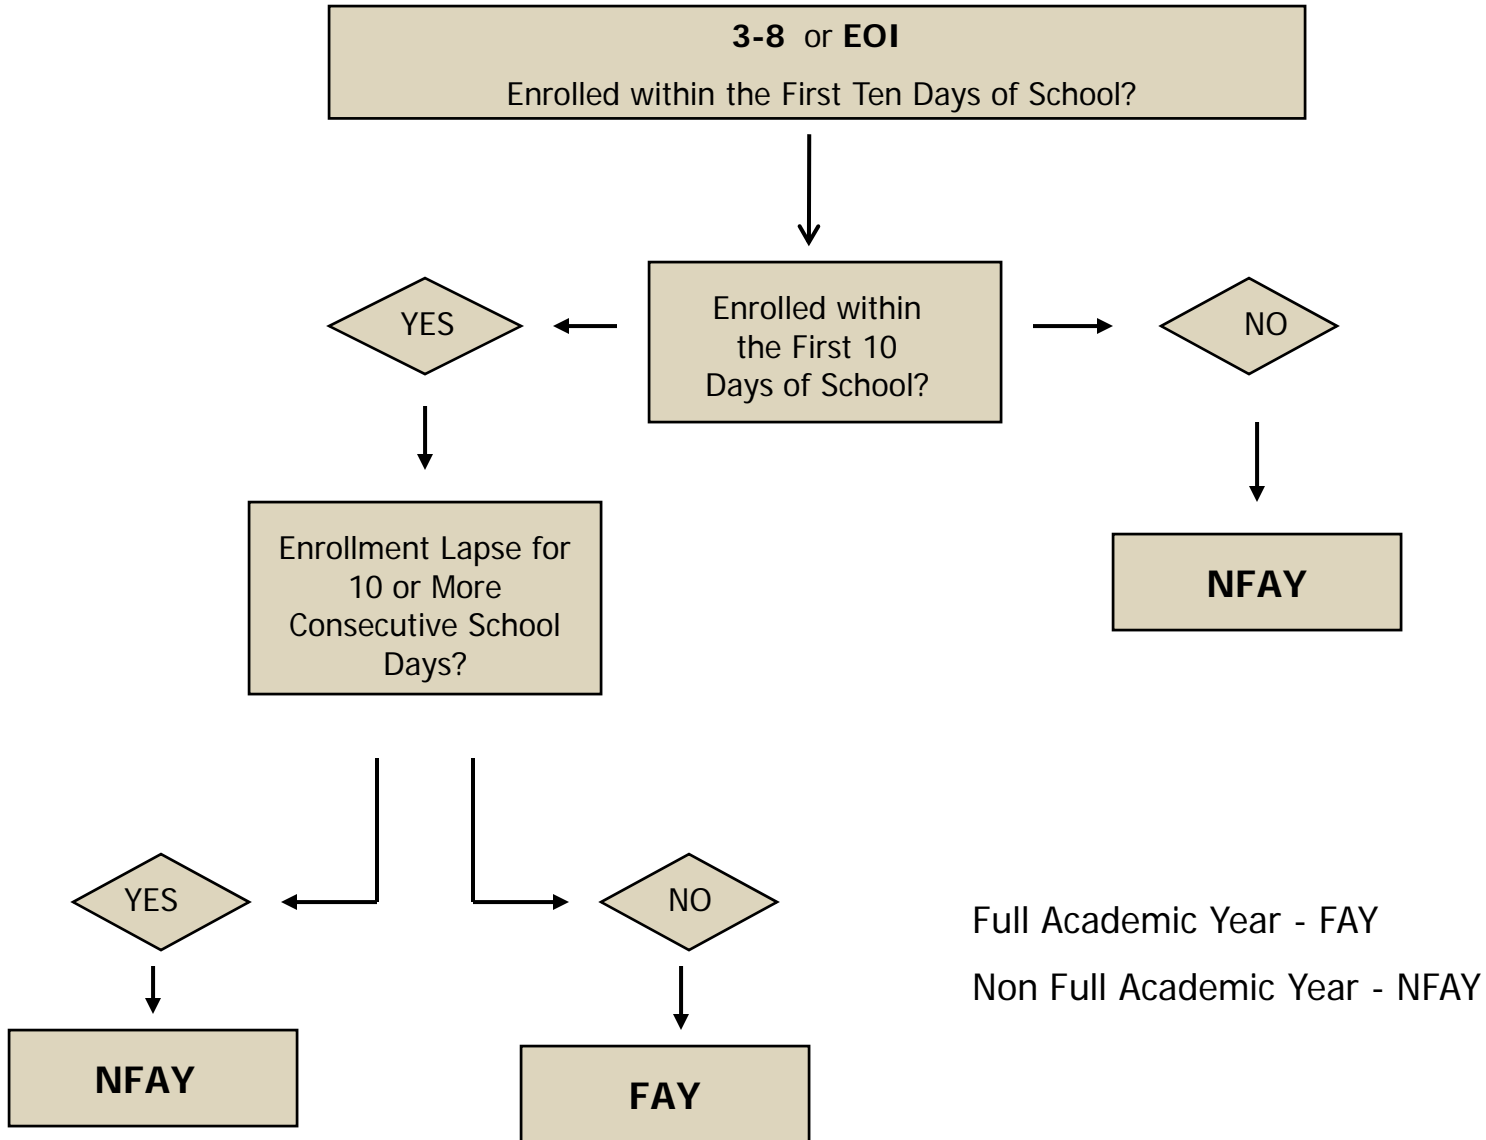 3-8 or EOI
Enrolled within the First Ten Days of School?
YES
Enrolled within
the First 10
Days of School?
NO
Enrollment Lapse for
10 or More
Consecutive School
Days?
NFAY
YES
NO
Full Academic Year - FAY
Non Full Academic Year - NFAY
NFAY
FAY